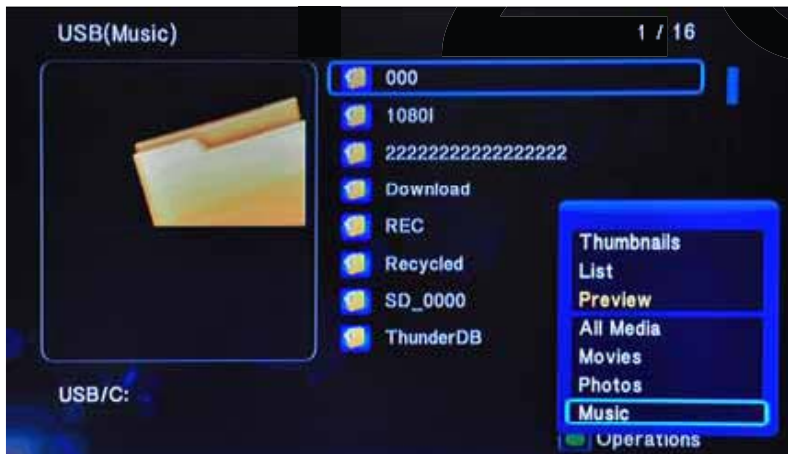 USB(Music)
1 / 16
000
1080I
22222222222222222
Download
REC
Recycled
SD_0000
ThunderDB
Thumbnails
List
Preview
All Media
Movies
Photos
Music
USB/C:
Operations